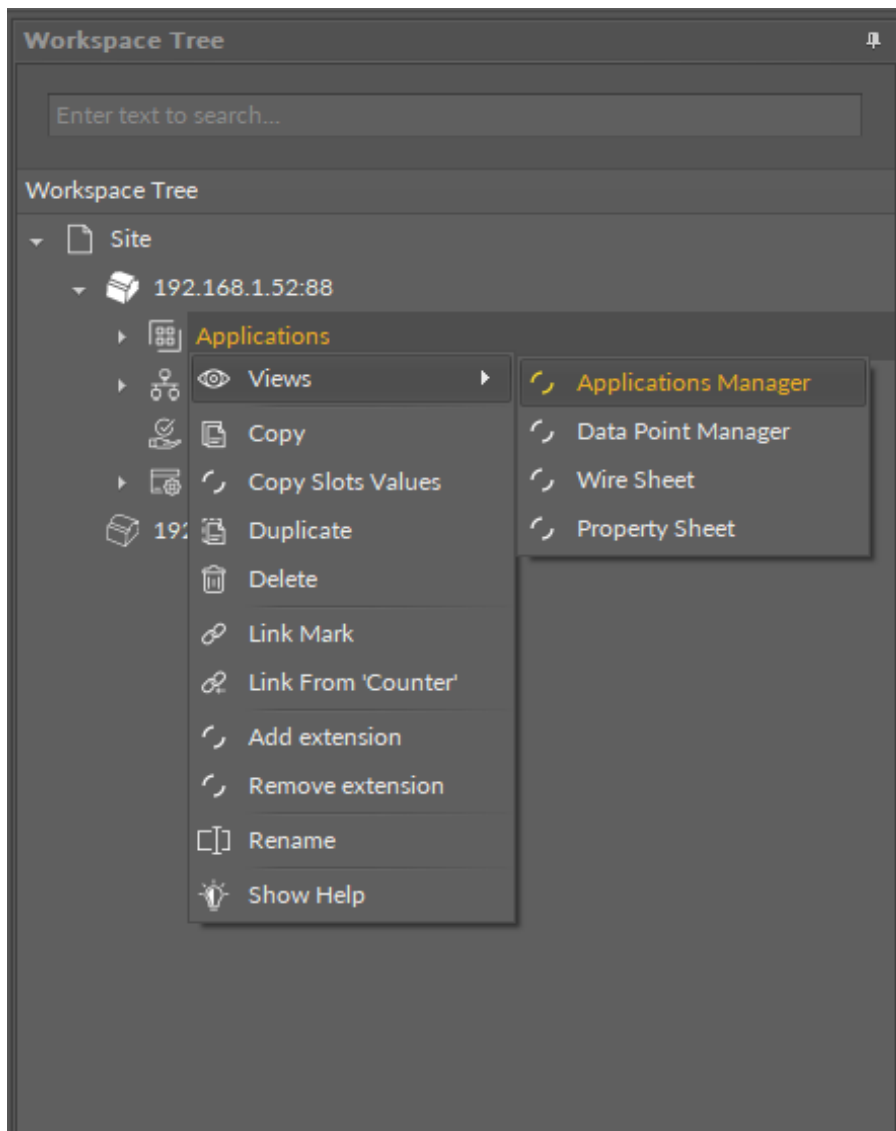 Workspace Tree
Enter text to search...
Workspace Tree
Site
192.168.1.52:88
Applications
Views
Applications Manager
Copy
Data Point Manager
Copy Slots Values
Wire Sheet
192
Duplicate
Property Sheet
Delete
Link Mark
Link From 'Counter'
Add extension
Remove extension
Rename
Show Help